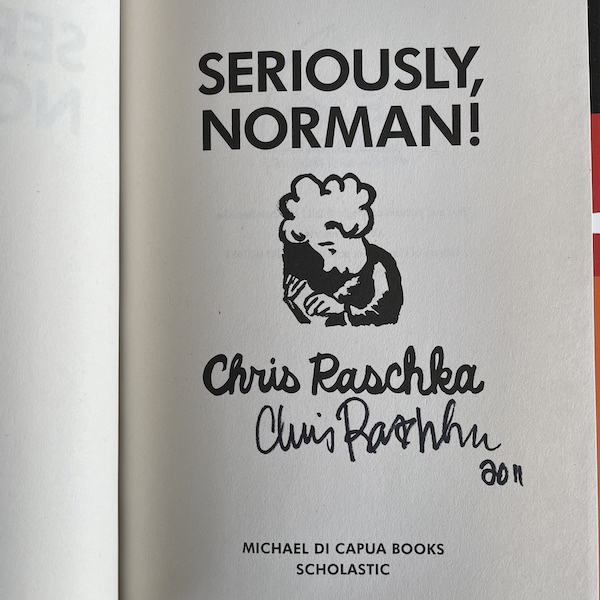 SERIOUSLY,
NORMAN!
Chris Raschka
Chris Raschka
2011
MICHAEL DI CAPUA BOOKS
SCHOLASTIC